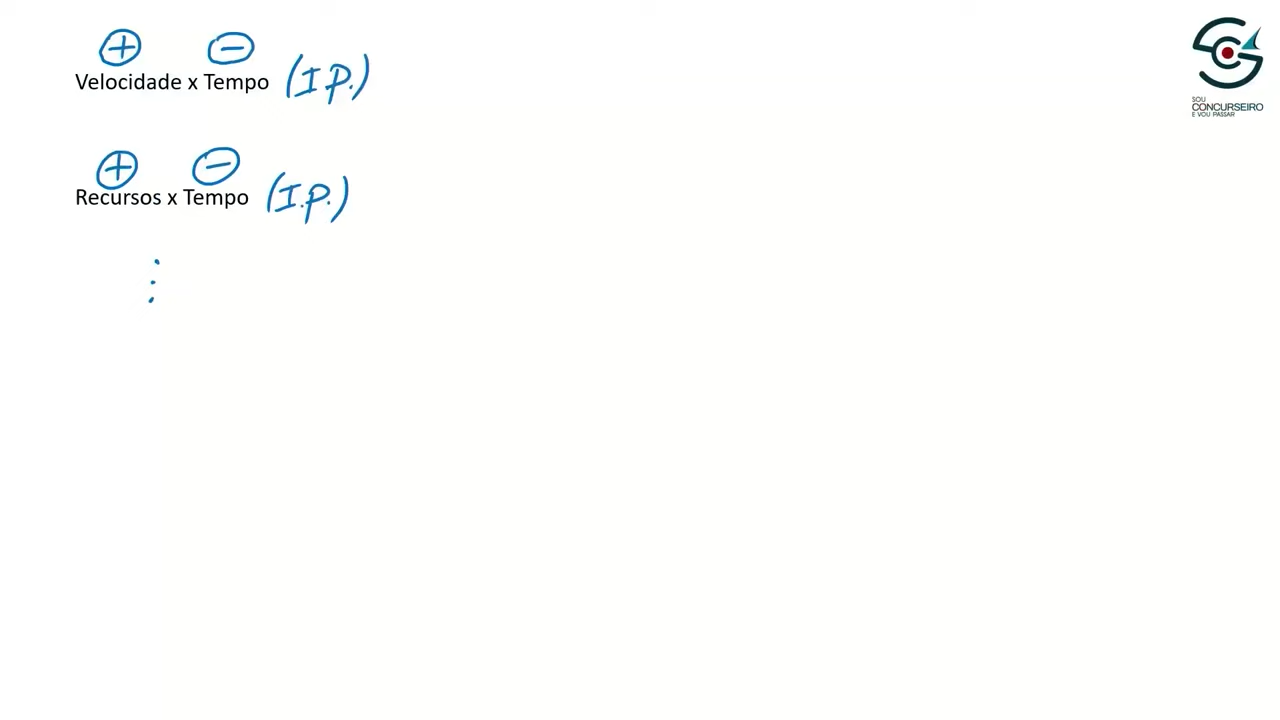 + −
Velocidade x Tempo (I.P.)
+ −
Recursos x Tempo (I.P.)
SOU
CONCURSEIRO
E VOU PASSAR